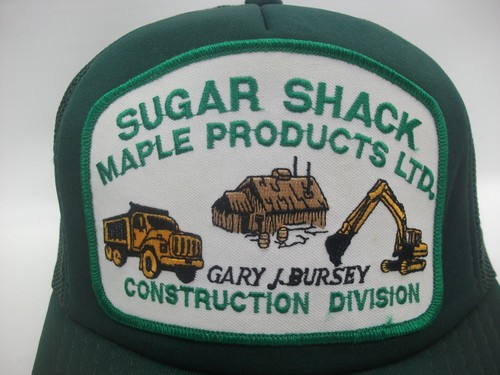 SUGAR SHACK
MAPLE PRODUCTS LTD.
GARY J. BURSEY
CONSTRUCTION DIVISION